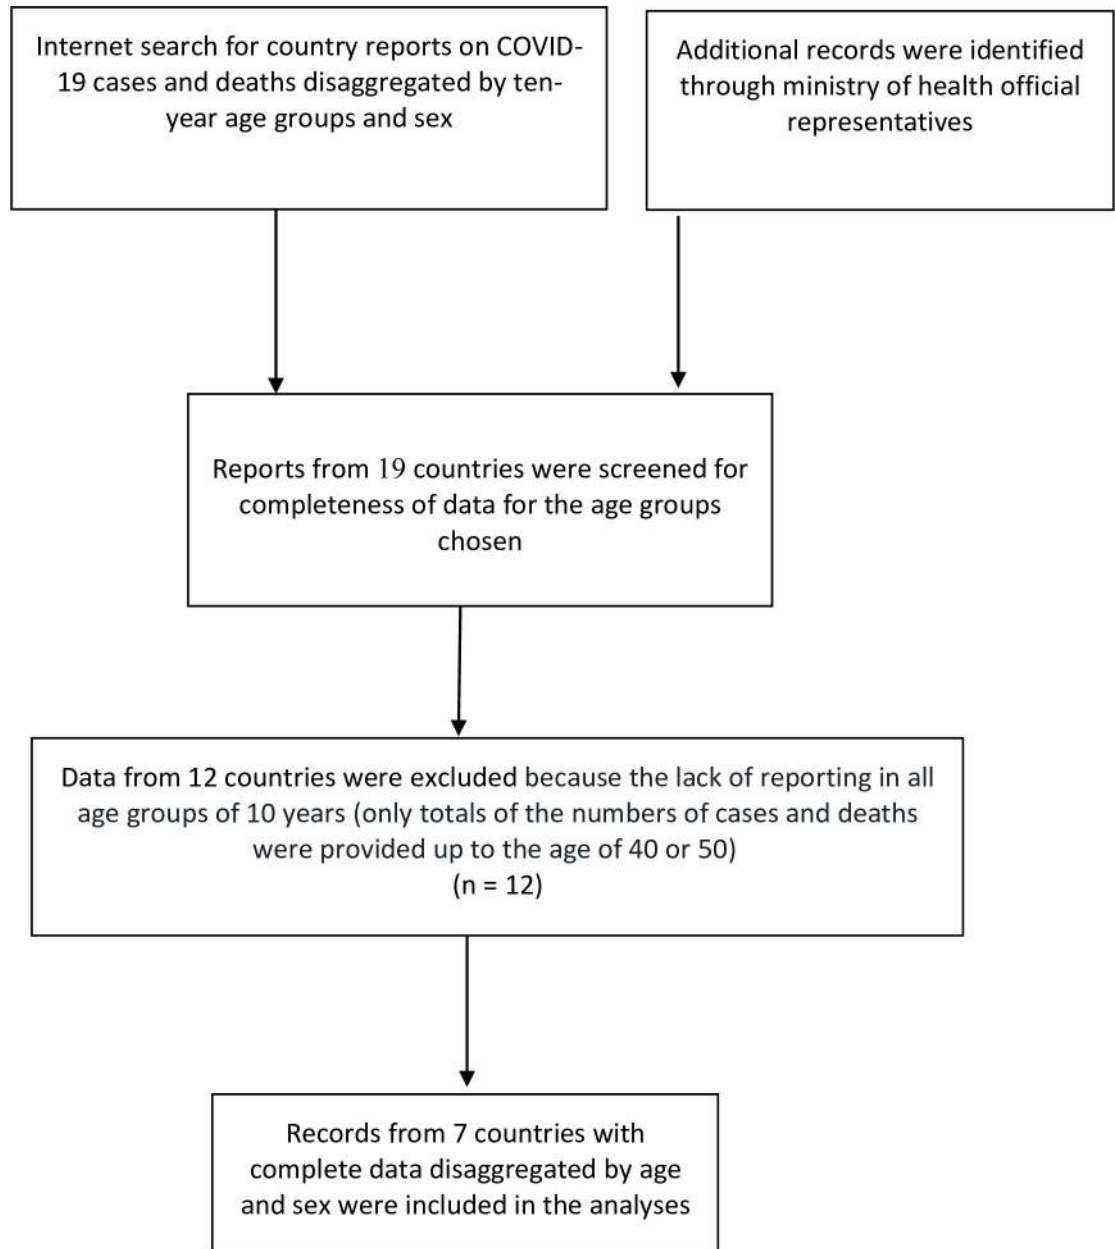 Internet search for country reports on COVID-
19 cases and deaths disaggregated by ten-
year age groups and sex
Additional records were identified
through ministry of health official
representatives
Reports from 19 countries were screened for
completeness of data for the age groups
chosen
Data from 12 countries were excluded because the lack of reporting in all
age groups of 10 years (only totals of the numbers of cases and deaths
were provided up to the age of 40 or 50)
(n = 12)
Records from 7 countries with
complete data disaggregated by age
and sex were included in the analyses